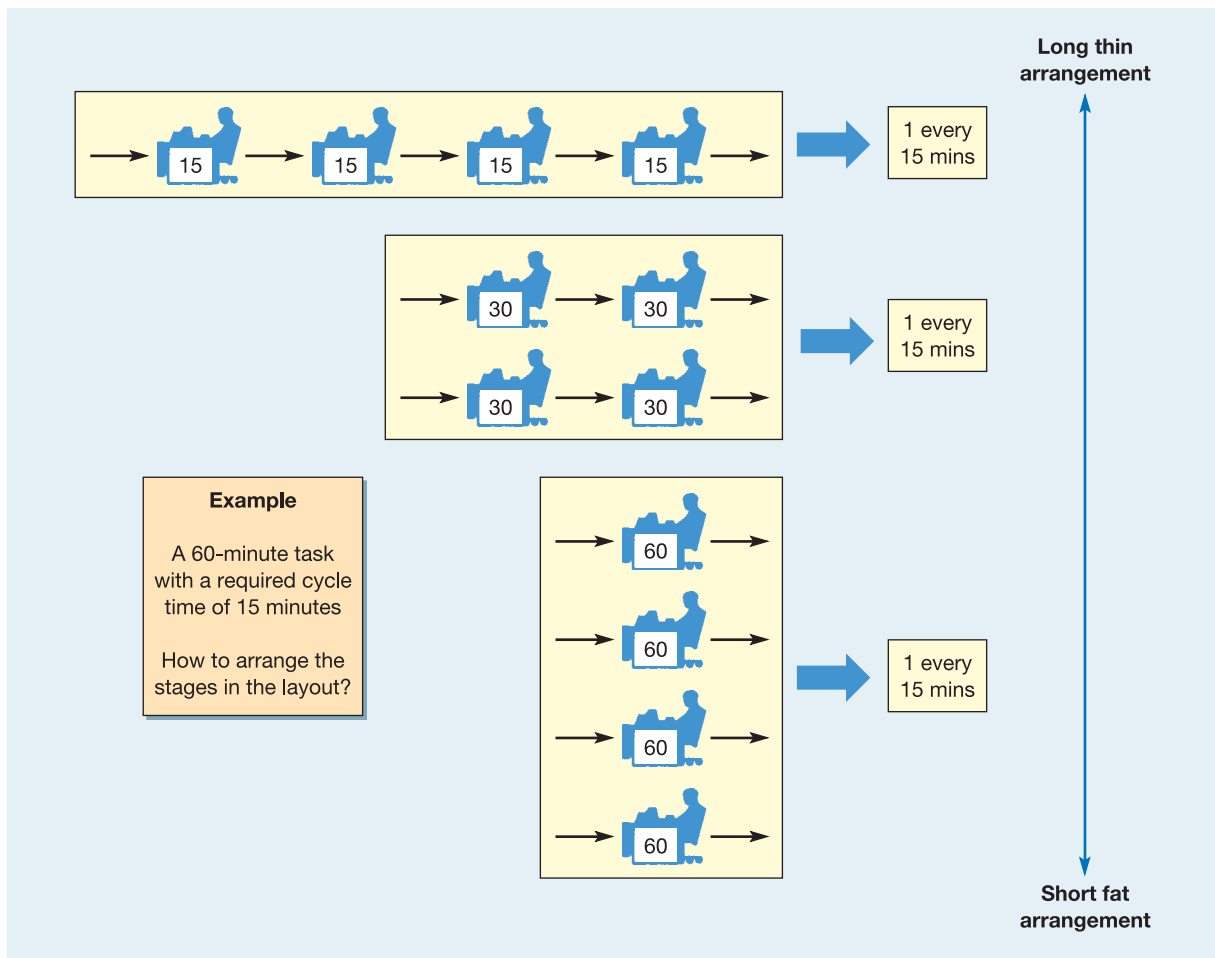 Long thin
arrangement
15
15
15
15
1 every
15 mins
30
30
30
30
1 every
15 mins
Example
A 60-minute task
with a required cycle
time of 15 minutes
How to arrange the
stages in the layout?
60
60
60
60
1 every
15 mins
Short fat
arrangement